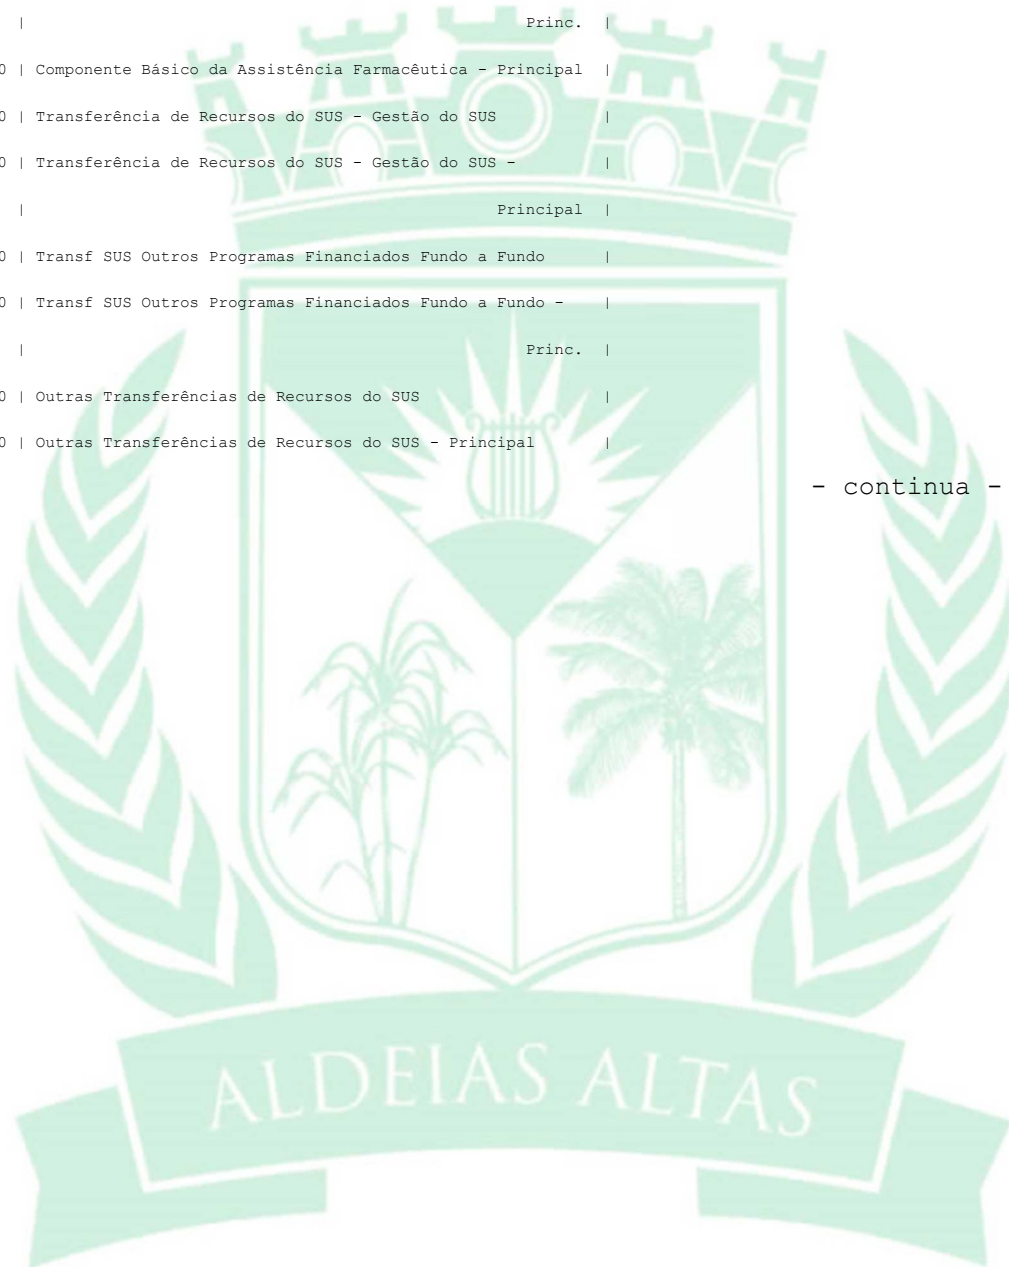 | Princ. |
0 | Componente Básico da Assistência Farmacêutica - Principal |
0 | Transferência de Recursos do SUS - Gestão do SUS |
0 | Transferência de Recursos do SUS - Gestão do SUS - |
| Principal |
0 | Transf SUS Outros Programas Financiados Fundo a Fundo |
0 | Transf SUS Outros Programas Financiados Fundo a Fundo - |
| Princ. |
0 | Outras Transferências de Recursos do SUS |
0 | Outras Transferências de Recursos do SUS - Principal |
- continua -
ALDEIAS ALTAS